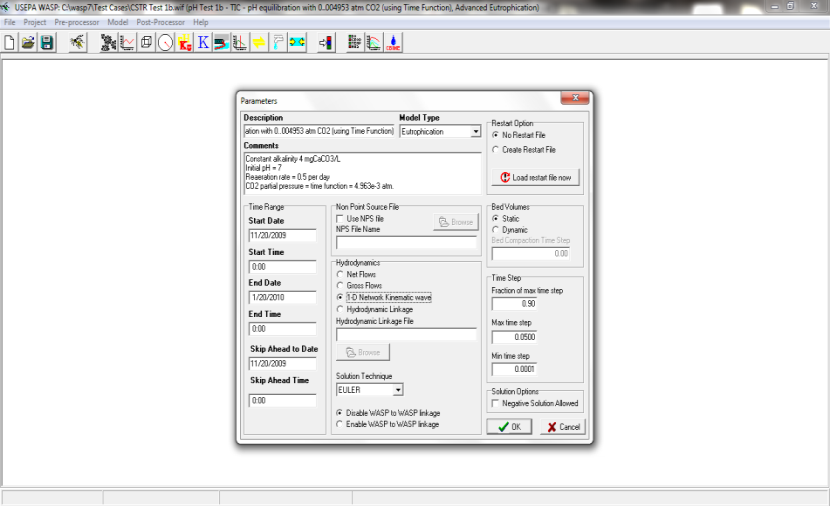 USEPA WASP: C:\wasp7\Test Cases\CSTR Test 1b.wif (pH Test 1b - TIC - pH equilibration with 0..004953 atm CO2 (using Time Function), Advanced Eutrophication)
File Project Pre-processor Model Post-Processor Help
Parameters
Description
ation with 0..004953 atm CO2 (using Time Function)
Model Type
Eutrophication
Comments
Constant alkalinity 4 mgCaCO3/L
Initial pH = 7
Reaeration rate = 0.5 per day
CO2 partial pressure = time function = 4.963e-3 atm.
Restart Option
No Restart File
Create Restart File
Load restart file now
Time Range
Start Date
11/20/2009
Start Time
0:00
End Date
1/20/2010
End Time
0:00
Skip Ahead to Date
11/20/2009
Skip Ahead Time
0:00
Non Point Source File
Use NPS file
Browse
NPS File Name
Hydrodynamics
Net Flows
Gross Flows
1-D Network Kinematic wave
Hydrodynamic Linkage
Hydrodynamic Linkage File
Browse
Solution Technique
EULER
Disable WASP to WASP linkage
Enable WASP to WASP linkage
Bed Volumes
Static
Dynamic
Bed Compaction Time Step
0.00
Time Step
Fraction of max time step
0.90
Max time step
0.0500
Min time step
0.0001
Solution Options
Negative Solution Allowed
OK
Cancel